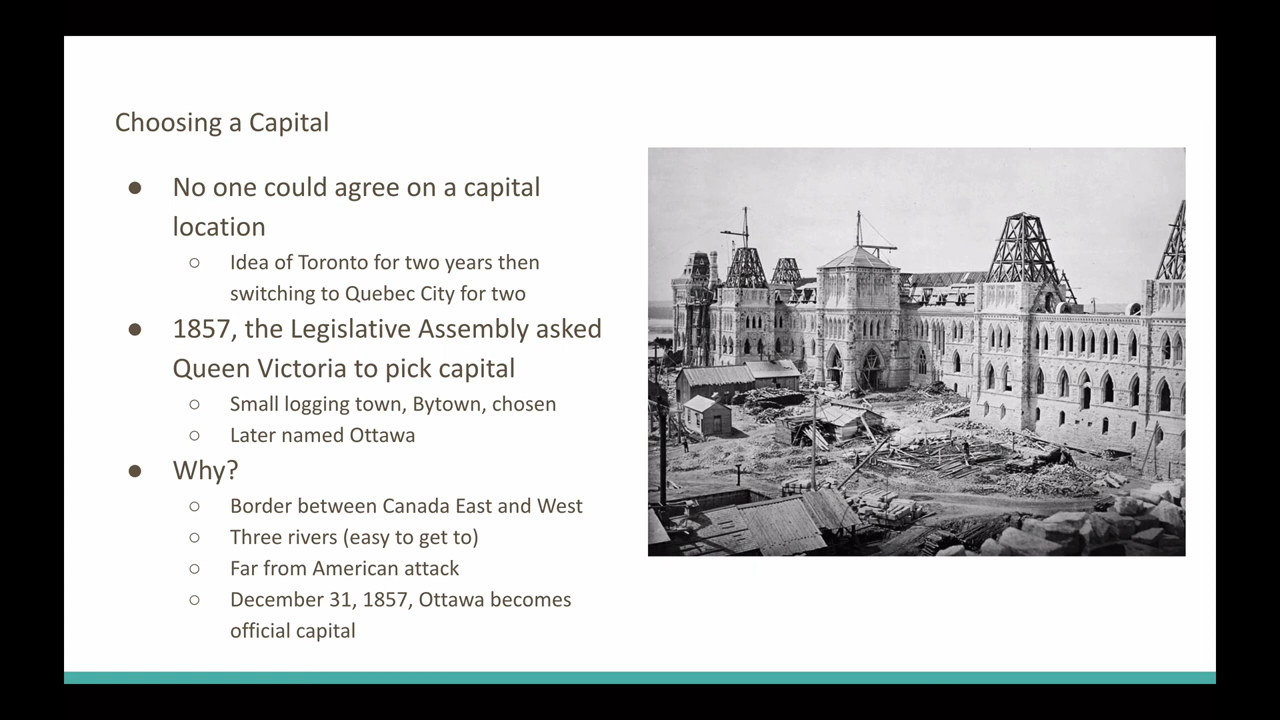 Choosing a Capital
● No one could agree on a capital
location
○ Idea of Toronto for two years then
switching to Quebec City for two
● 1857, the Legislative Assembly asked
Queen Victoria to pick capital
○ Small logging town, Bytown, chosen
○ Later named Ottawa
● Why?
○ Border between Canada East and West
○ Three rivers (easy to get to)
○ Far from American attack
○ December 31, 1857, Ottawa becomes
official capital